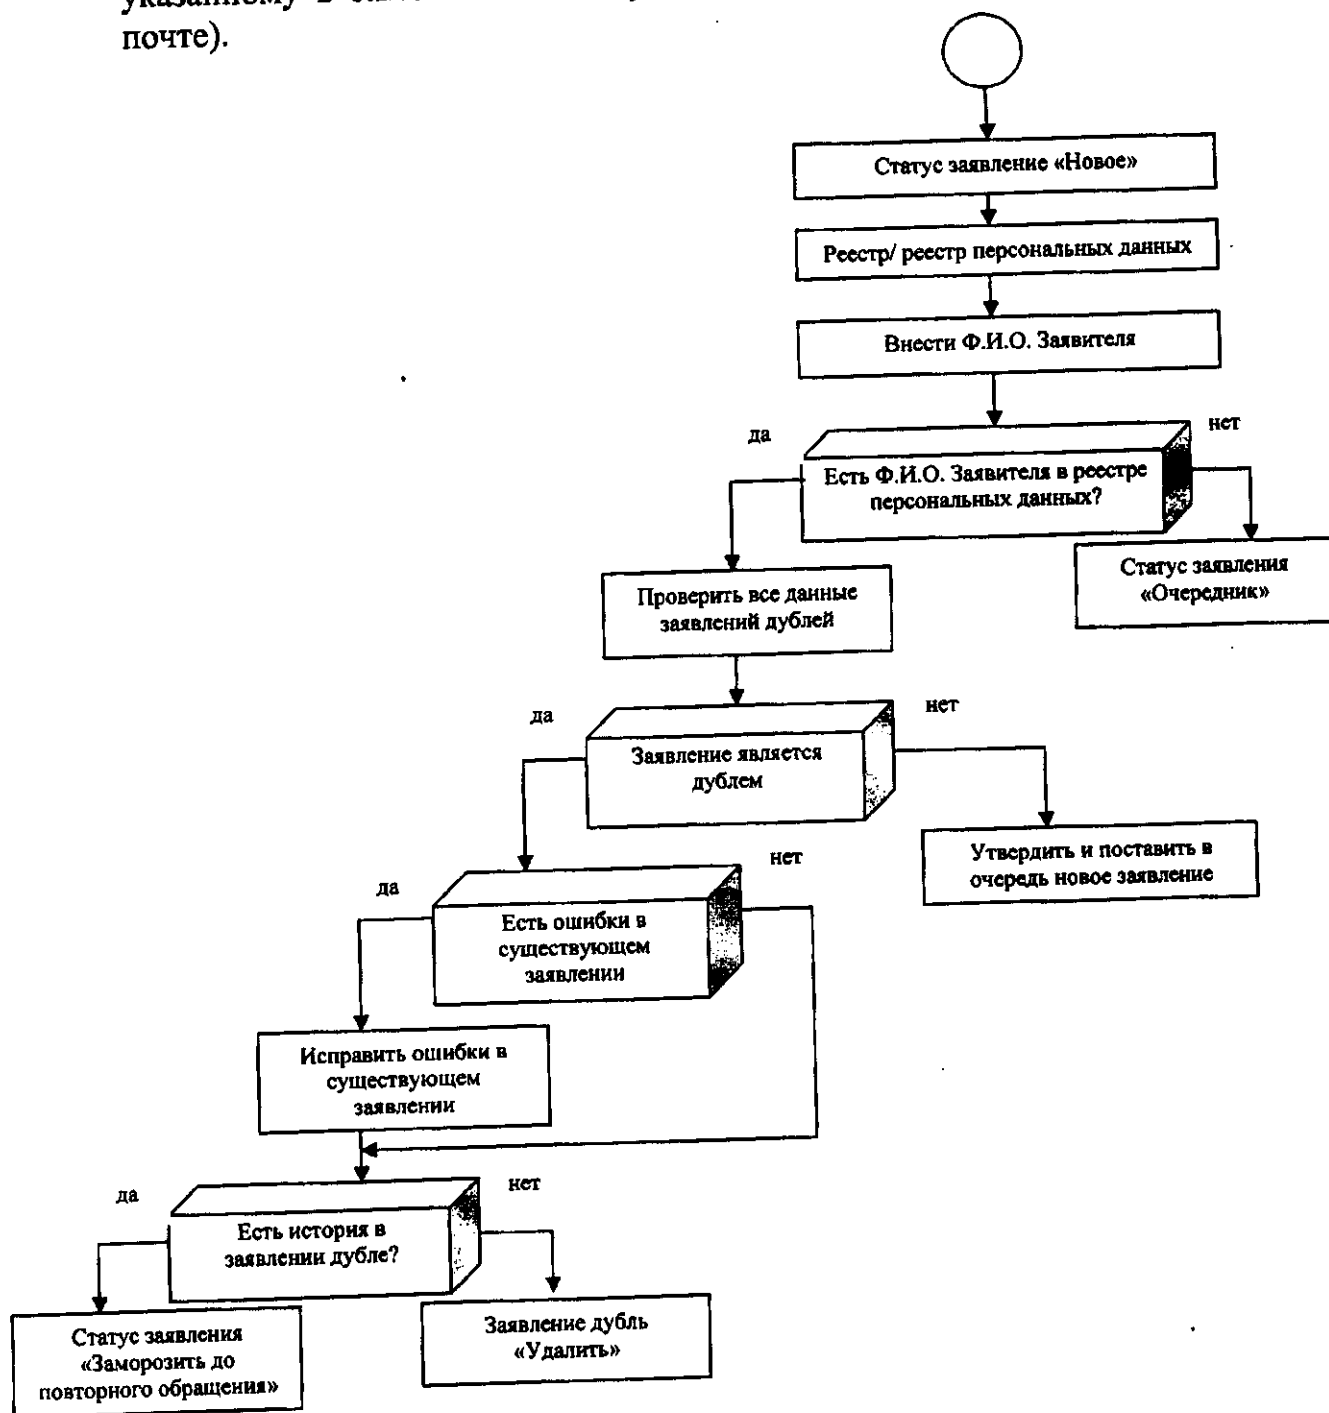 указанному в
почте).
Статус заявление «Новое»
Реестр/ реестр персональных данных
Внести Ф.И.О. Заявителя
да
нет
Есть Ф.И.О. Заявителя в реестре
персональных данных?
Статус заявления
«Очередник»
Проверить все данные
заявлений дублей
да
нет
Заявление является
дублем
Утвердить и поставить в
очередь новое заявление
да
нет
Есть ошибки в
существующем
заявлении
Исправить ошибки в
существующем
заявлении
да
нет
Есть история в
заявлении дубле?
Статус заявления
«Заморозить до
повторного обращения»
Заявление дубль
«Удалить»